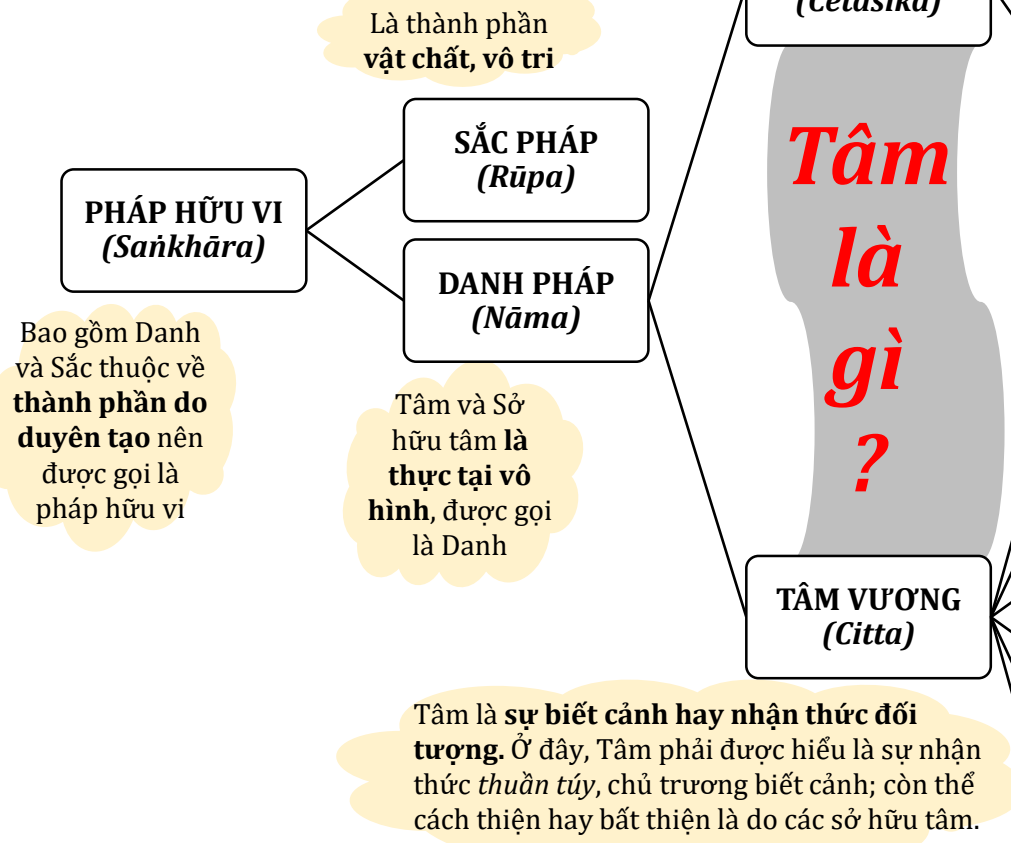 (Cetasika)
Là thành phần
vật chất, vô tri
SẮC PHÁP
(Rūpa)
PHÁP HỮU VI
(Saṅkhāra)
DANH PHÁP
(Nāma)
Bao gồm Danh
và Sắc thuộc về
thành phần do
duyên tạo nên
được gọi là
pháp hữu vi
Tâm và Sở
hữu tâm là
thực tại vô
hình, được gọi
là Danh
Tâm
là
gì
?
TÂM VƯƠNG
(Citta)
Tâm là sự biết cảnh hay nhận thức đối
tượng. Ở đây, Tâm phải được hiểu là sự nhận
thức thuần túy, chủ trương biết cảnh; còn thể
cách thiện hay bất thiện là do các sở hữu tâm.